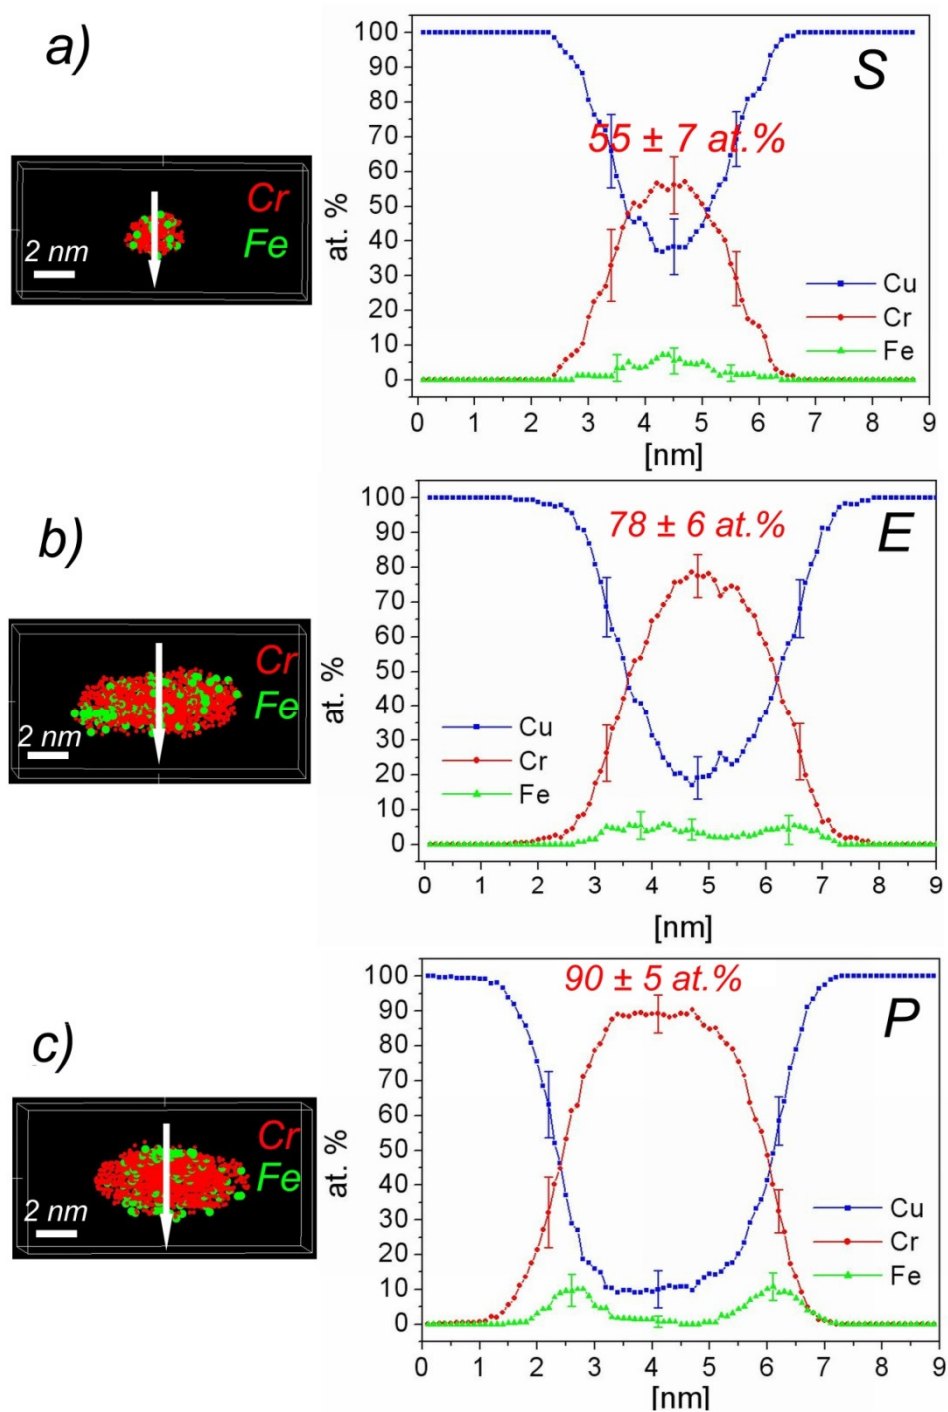 a)
Cr
Fe
2 nm
S
55 ± 7 at.%
at. %
100
90
80
70
60
50
40
30
20
10
0
Cu
Cr
Fe
0 1 2 3 4 5 6 7 8 9
[nm]
b)
Cr
Fe
2 nm
E
78 ± 6 at.%
at. %
100
90
80
70
60
50
40
30
20
10
0
Cu
Cr
Fe
0 1 2 3 4 5 6 7 8 9
[nm]
c)
Cr
Fe
2 nm
P
90 ± 5 at.%
at. %
100
90
80
70
60
50
40
30
20
10
0
Cu
Cr
Fe
0 1 2 3 4 5 6 7 8 9
[nm]